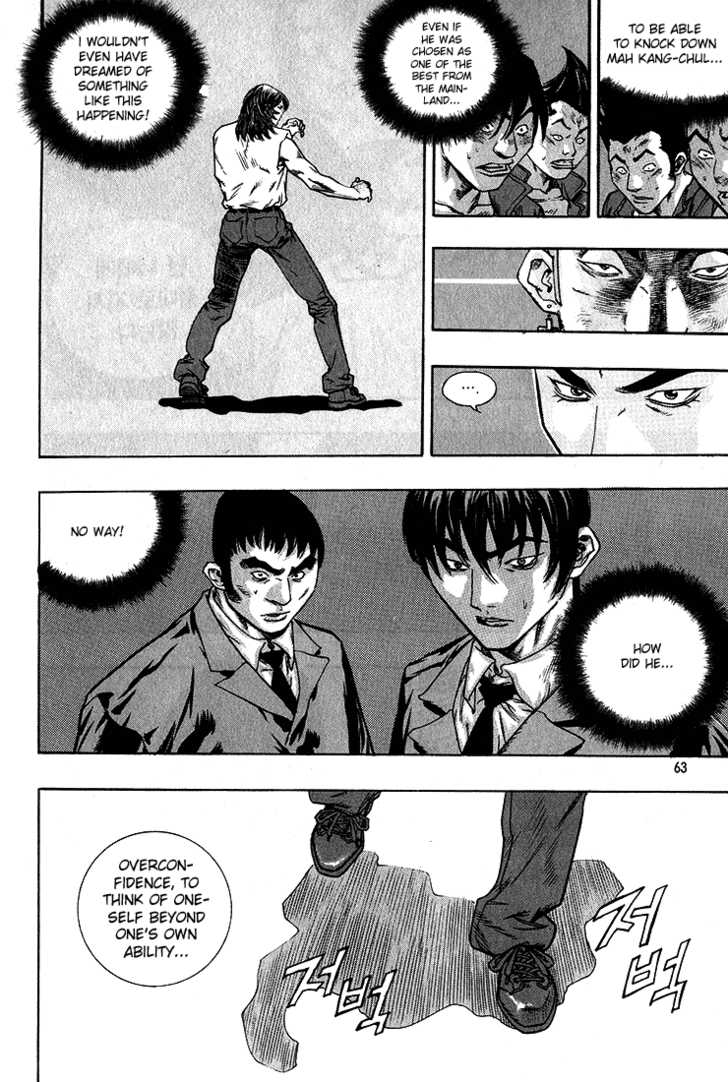 TO BE ABLE
TO KNOCK DOWN
MAH KANG-CHUL...
EVEN IF
HE WAS
CHOSEN AS
ONE OF THE
BEST FROM
THE MAIN-
LAND...
I WOULDN'T
EVEN HAVE
DREAMED OF
SOMETHING
LIKE THIS
HAPPENING!
....
NO WAY!
HOW
DID HE...
63
OVERCON-
FIDENCE, TO
THINK OF ONE-
SELF BEYOND
ONE'S OWN
ABILITY...
저벅
저벅